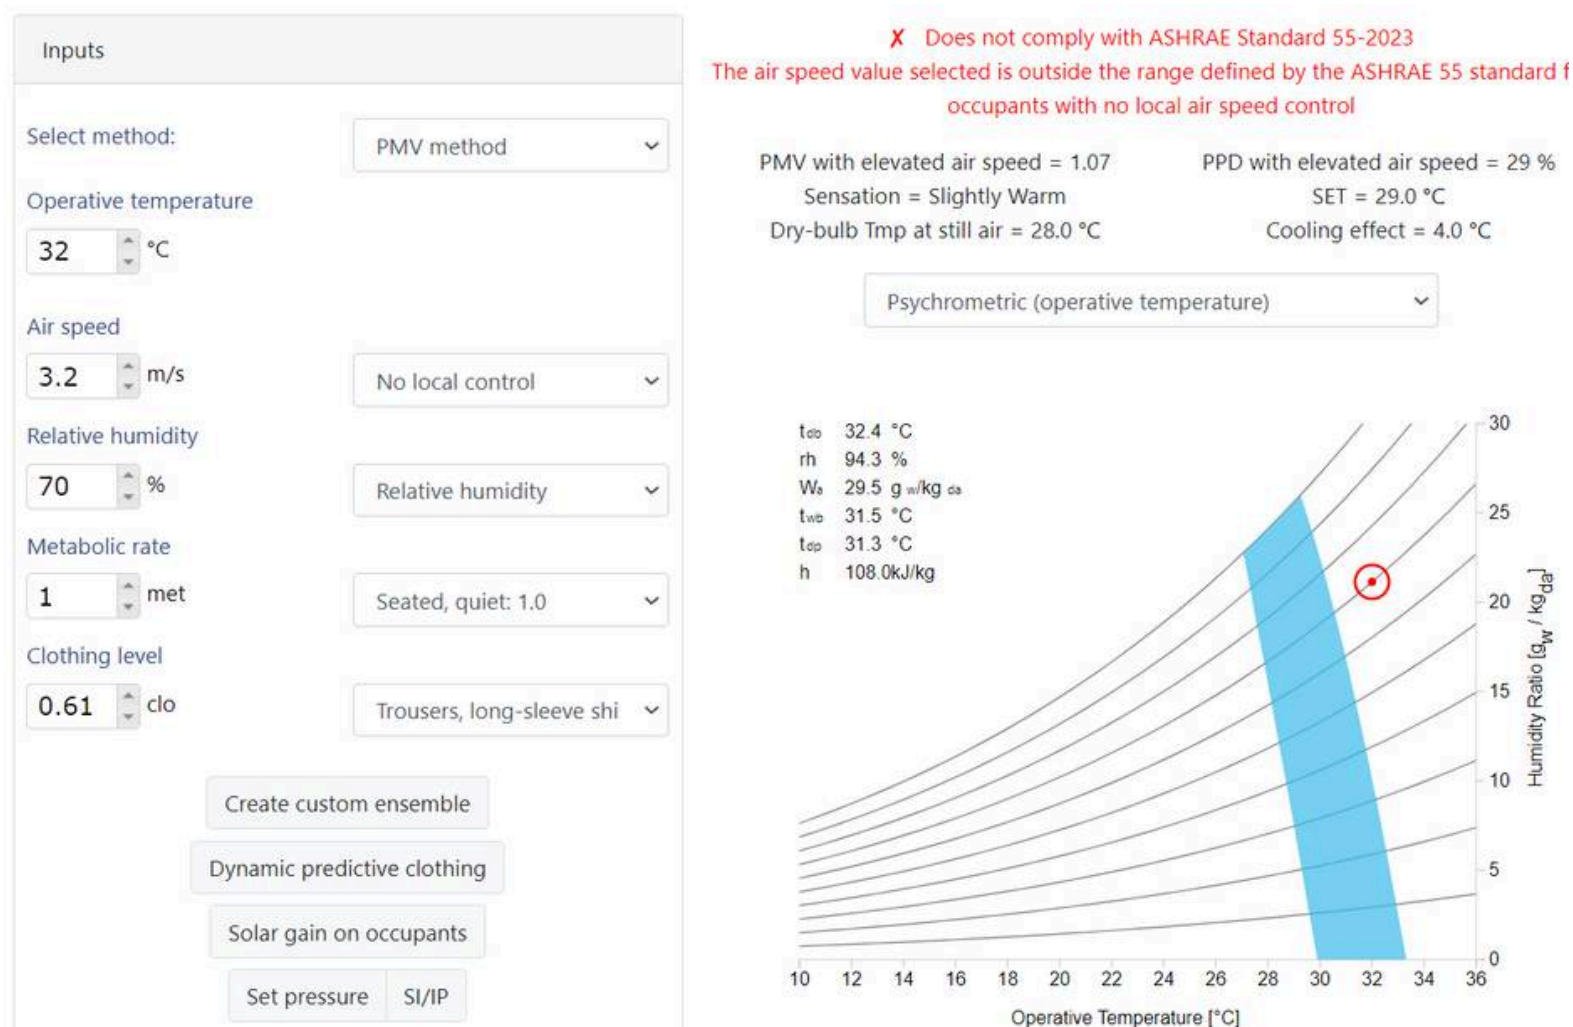 Inputs
Select method:
PMV method
Operative temperature
32 °C
Air speed
3.2 m/s
No local control
Relative humidity
70 %
Relative humidity
Metabolic rate
1 met
Seated, quiet: 1.0
Clothing level
0.61 clo
Trousers, long-sleeve shi
Create custom ensemble
Dynamic predictive clothing
Solar gain on occupants
Set pressure SI/IP
✗ Does not comply with ASHRAE Standard 55-2023
The air speed value selected is outside the range defined by the ASHRAE 55 standard f
occupants with no local air speed control
PMV with elevated air speed = 1.07
PPD with elevated air speed = 29 %
Sensation = Slightly Warm
SET = 29.0 °C
Dry-bulb Tmp at still air = 28.0 °C
Cooling effect = 4.0 °C
Psychrometric (operative temperature)
tdb 32.4 °C
rh 94.3 %
Wa 29.5 g w/kg da
twb 31.5 °C
tdp 31.3 °C
h 108.0kJ/kg
30
25
20
15
10
5
0
Humidity Ratio [gw / kgda]
10 12 14 16 18 20 22 24 26 28 30 32 34 36
Operative Temperature [°C]